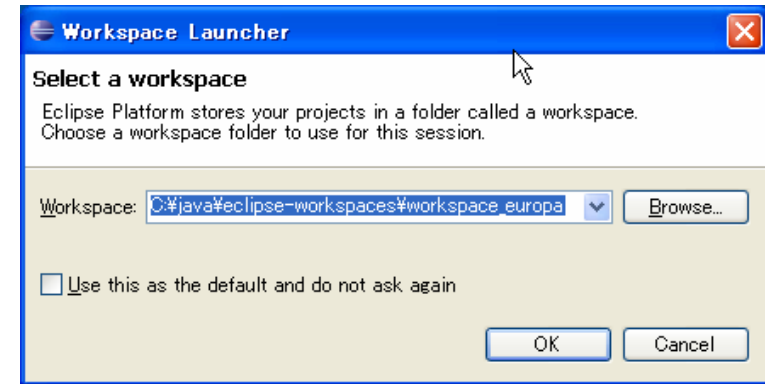 Workspace Launcher
Select a workspace
Eclipse Platform stores your projects in a folder called a workspace.
Choose a workspace folder to use for this session.
Workspace: C:¥java¥eclipse-workspaces¥workspace_europa Browse...
Use this as the default and do not ask again
OK Cancel